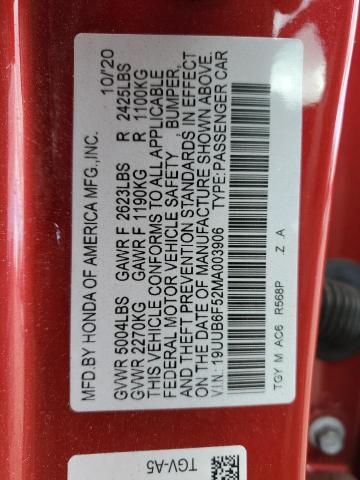 MFD.BY HONDA OF AMERICA MFG.,INC. 10/20
GVWR 5004LBS GAWR F 2623LBS R 2425LBS
GVWR 2270KG GAWR F 1190KG R 1100KG
THIS VEHICLE CONFORMS TO ALL APPLICABLE
FEDERAL MOTOR VEHICLE SAFETY , BUMPER,
AND THEFT PREVENTION STANDARDS IN EFFECT
ON THE DATE OF MANUFACTURE SHOWN ABOVE.
V.I.N: 19UUB6F52MA003906 TYPE:PASSENGER CAR
TGY M AC6 R568P Z .A
TGV-A5